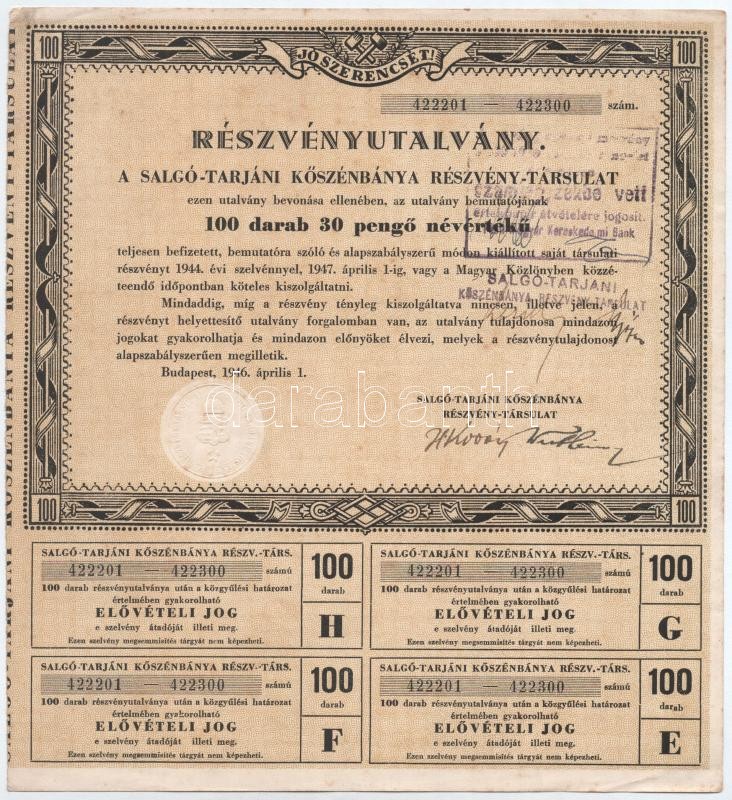 100
JÓ SZERENCSÉT!
100
422201 — 422300 szám.
RÉSZVÉNYUTALVÁNY.
A SALGÓ-TARJÁNI KŐSZÉNBÁNYA RÉSZVÉNY-TÁRSULAT
ezen utalvány bevonása ellenében, az utalvány bemutatójának
100 darab 30 pengő névértékű
teljesen befizetett, bemutatóra szóló és alapszabályszerű módon kiállított saját társulati
részvényt 1944. évi szelvénnyel, 1947. április 1-ig, vagy a Magyar Közlönyben közzé-
teendő időpontban köteles kiszolgáltatni.
Mindaddig, míg a részvény tényleg kiszolgáltatva nincsen, illetve jelen, a
részvényt helyettesítő utalvány forgalomban van, az utalvány tulajdonosa mindazon
jogokat gyakorolhatja és mindazon előnyöket élvezi, melyek a részvénytulajdonost
alapszabályszerűen megilletik.
Budapest, 1946. április 1.
SALGÓ-TARJÁNI KŐSZÉNBÁNYA
RÉSZVÉNY-TÁRSULAT
vett
értékpapír átvételére jogosít.
Bank
SALGÓ-TARJÁNI
KŐSZÉNBÁNYA RÉSZVÉNY-TÁRSULAT
darabanth
100
100
SALGÓ-TARJÁNI KŐSZÉNBÁNYA RÉSZV.-TÁRS.
422201 — 422300 számú
100 darab részvényutalványa után a közgyűlési határozat
értelmében gyakorolható
ELŐVÉTELI JOG
e szelvény átadóját illeti meg.
Ezen szelvény megsemmisítés tárgyát nem képezheti.
100
darab
H
SALGÓ-TARJÁNI KŐSZÉNBÁNYA RÉSZV.-TÁRS.
422201 — 422300 számú
100 darab részvényutalványa után a közgyűlési határozat
értelmében gyakorolható
ELŐVÉTELI JOG
e szelvény átadóját illeti meg.
Ezen szelvény megsemmisítés tárgyát nem képezheti.
100
darab
G
SALGÓ-TARJÁNI KŐSZÉNBÁNYA RÉSZV.-TÁRS.
422201 — 422300 számú
100 darab részvényutalványa után a közgyűlési határozat
értelmében gyakorolható
ELŐVÉTELI JOG
e szelvény átadóját illeti meg.
Ezen szelvény megsemmisítés tárgyát nem képezheti.
100
darab
F
SALGÓ-TARJÁNI KŐSZÉNBÁNYA RÉSZV.-TÁRS.
422201 — 422300 számú
100 darab részvényutalványa után a közgyűlési határozat
értelmében gyakorolható
ELŐVÉTELI JOG
e szelvény átadóját illeti meg.
Ezen szelvény megsemmisítés tárgyát nem képezheti.
100
darab
E